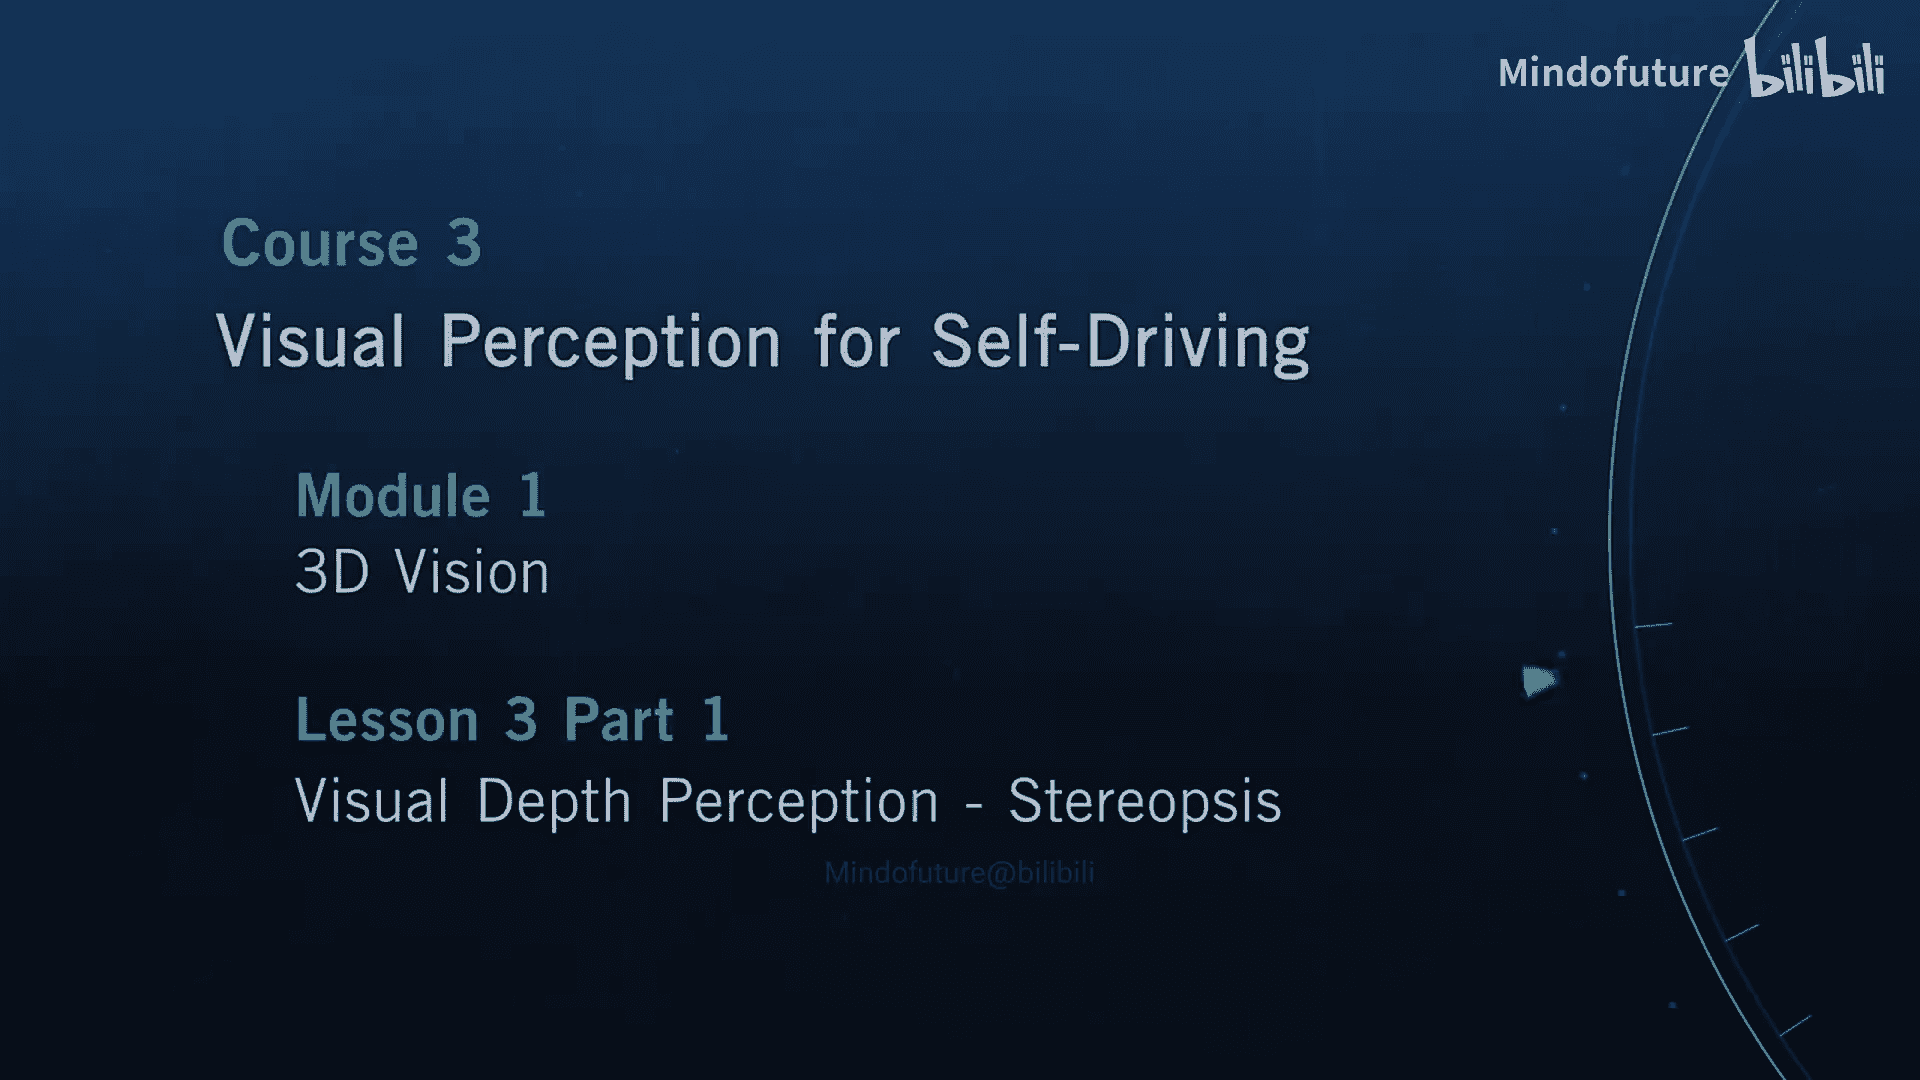 Mindofuture bilibili
Course 3
Visual Perception for Self-Driving
Module 1
3D Vision
Lesson 3 Part 1
Visual Depth Perception - Stereopsis
Mindofuture@bilibili